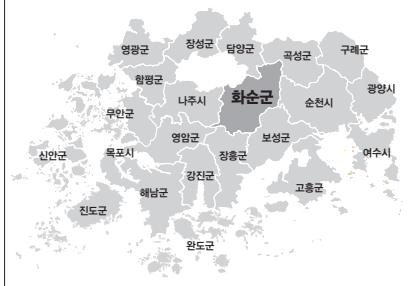 영광군
장성군
담양군
곡성군
구례군
함평군
나주시
화순군
순천시
광양시
무안군
영암군
보성군
여수시
신안군
목포시
장흥군
강진군
해남군
고흥군
진도군
완도군